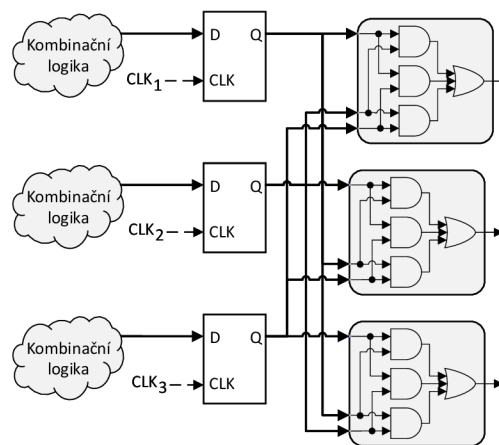 Kombinační
logika
D Q
CLK
CLK1
Kombinační
logika
D Q
CLK
CLK2
Kombinační
logika
D Q
CLK
CLK3